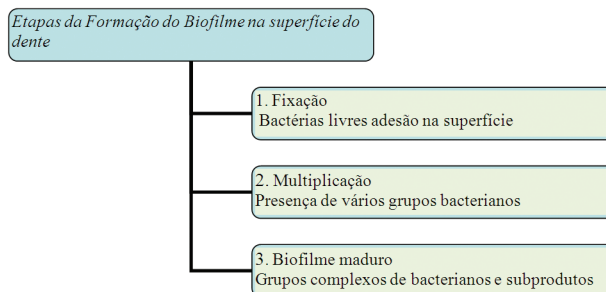 Etapas da Formação do Biofilme na superfície do
dente
1. Fixação
Bactérias livres adesão na superfície
2. Multiplicação
Presença de vários grupos bacterianos
3. Biofilme maduro
Grupos complexos de bacterianos e subprodutos